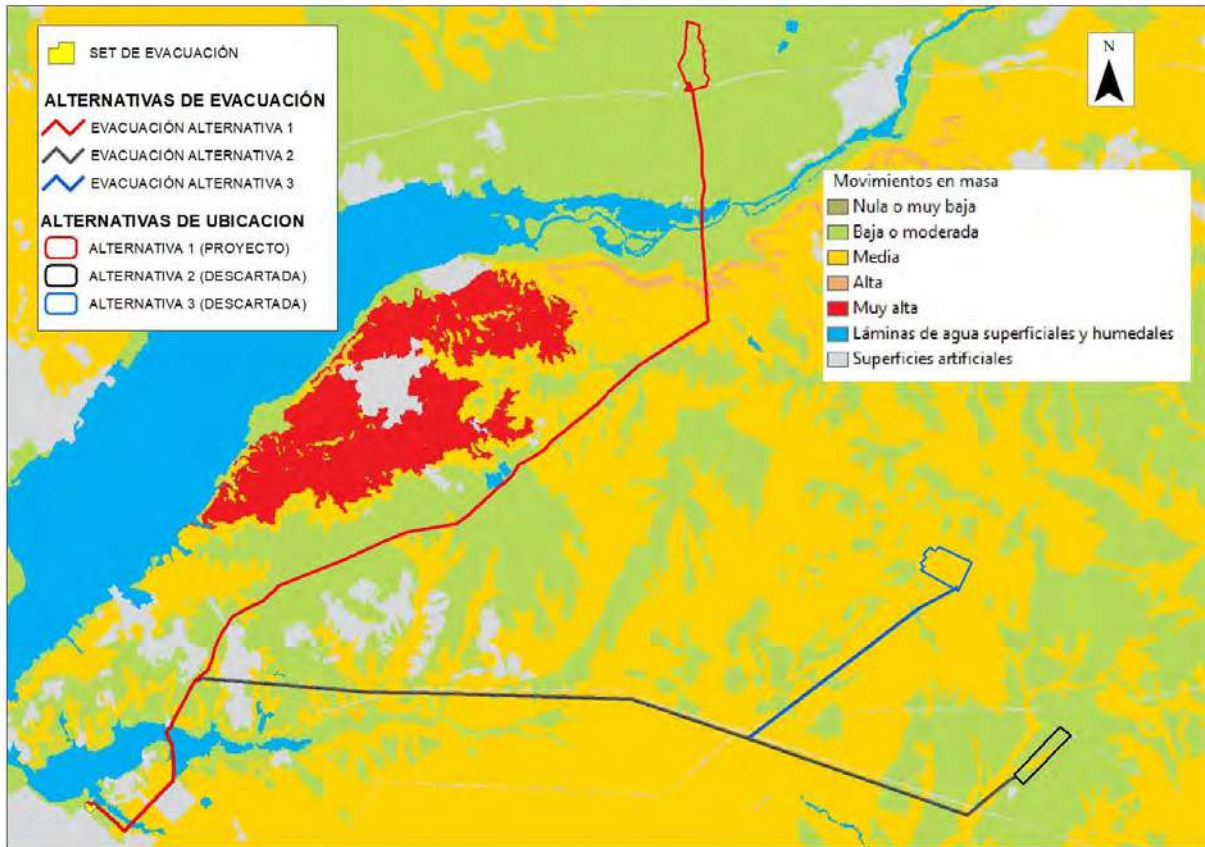 SET DE EVACUACIÓN
ALTERNATIVAS DE EVACUACIÓN
EVACUACIÓN ALTERNATIVA 1
EVACUACIÓN ALTERNATIVA 2
EVACUACIÓN ALTERNATIVA 3
ALTERNATIVAS DE UBICACION
ALTERNATIVA 1 (PROYECTO)
ALTERNATIVA 2 (DESCARTADA)
ALTERNATIVA 3 (DESCARTADA)
N
Movimientos en masa
Nula o muy baja
Baja o moderada
Media
Alta
Muy alta
Láminas de agua superficiales y humedales
Superficies artificiales